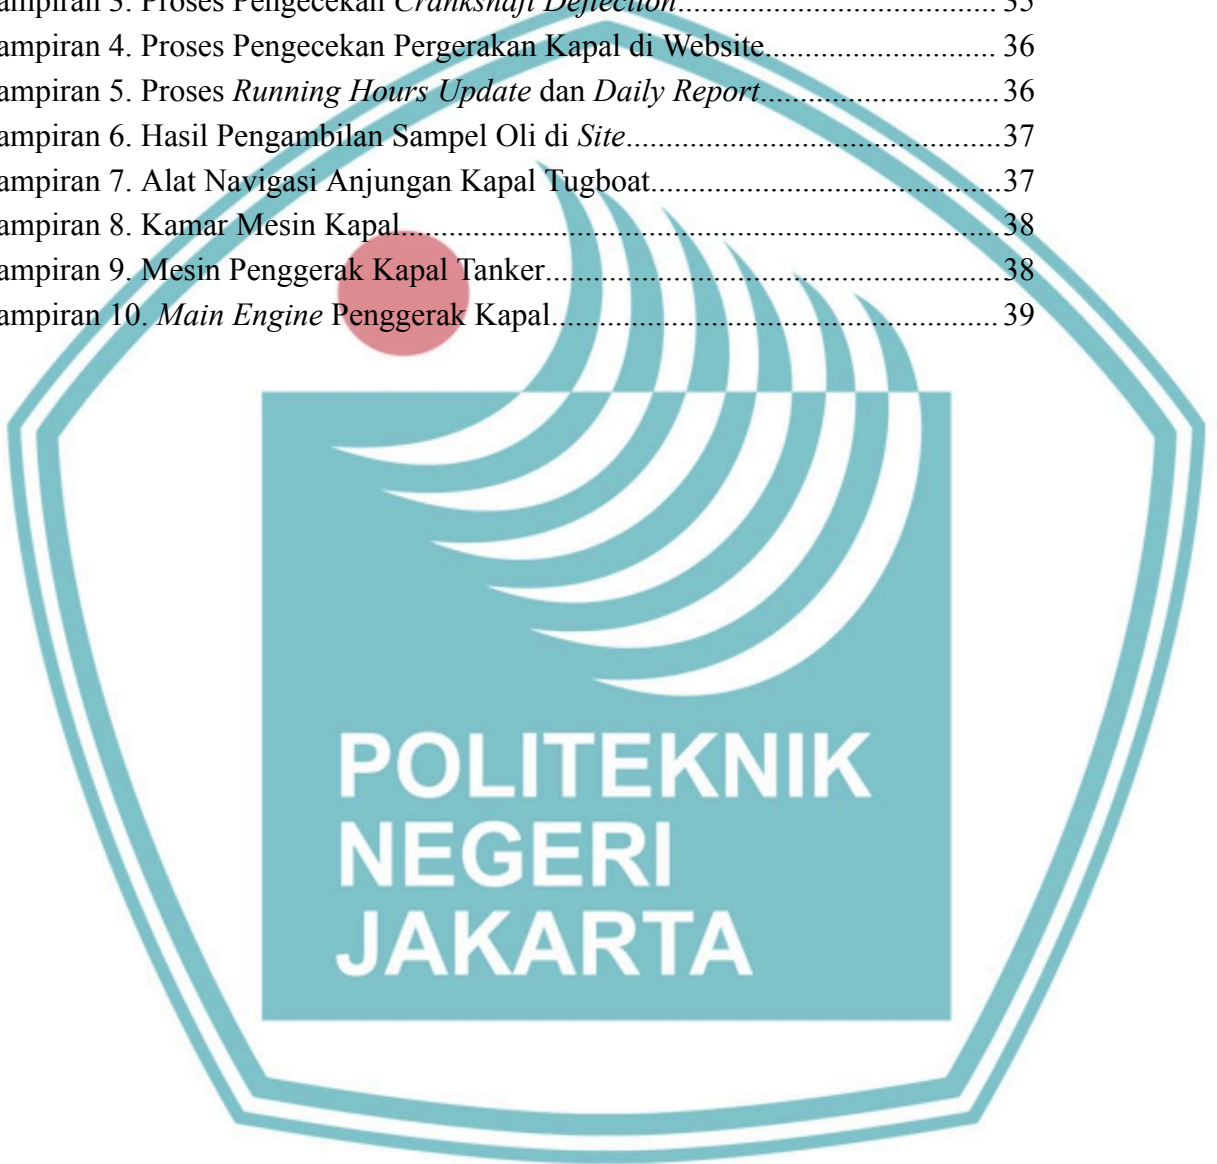 ampiran 3. Proses Pengecekan Crankshaft Deflection........................................ 35
ampiran 4. Proses Pengecekan Pergerakan Kapal di Website............................. 36
ampiran 5. Proses Running Hours Update dan Daily Report.............................. 36
ampiran 6. Hasil Pengambilan Sampel Oli di Site...............................................37
ampiran 7. Alat Navigasi Anjungan Kapal Tugboat............................................37
ampiran 8. Kamar Mesin Kapal...........................................................................38
ampiran 9. Mesin Penggerak Kapal Tanker.........................................................38
ampiran 10. Main Engine Penggerak Kapal........................................................ 39
POLITEKNIK
NEGERI
JAKARTA